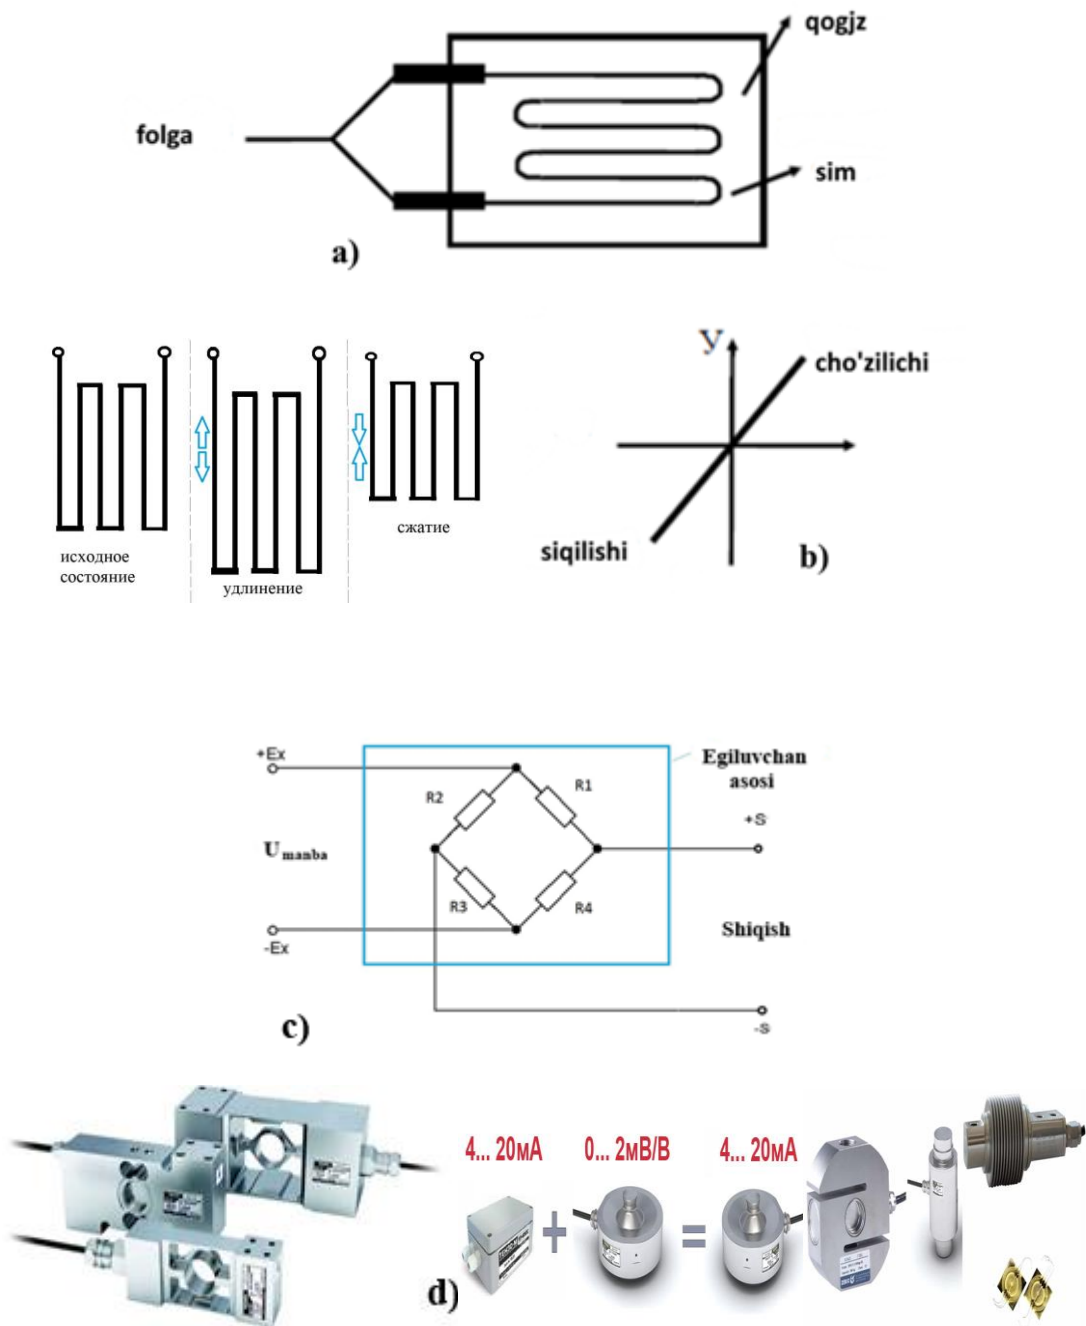 qogjz
folga
sim
a)
У
cho'zilichi
siqilishi
b)
исходное
состояние
удлинение
сжатие
+Ex
R2
R1
Egiluvchan
asosi
+S
U manba
R3
R4
-Ex
Shiqish
c)
-S
4... 20мА
0... 2мВ/В
4... 20мА
+
=
d)